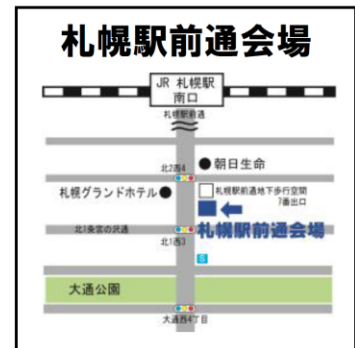 札幌駅前通会場
JR 札幌駅
南口
札幌駅前通
北2西4
朝日生命
札幌グランドホテル
札幌駅前通地下歩行空間
7番出口
札幌駅前通会場
北1条宮の沢通
北1西3
S
大通公園
大通西4丁目